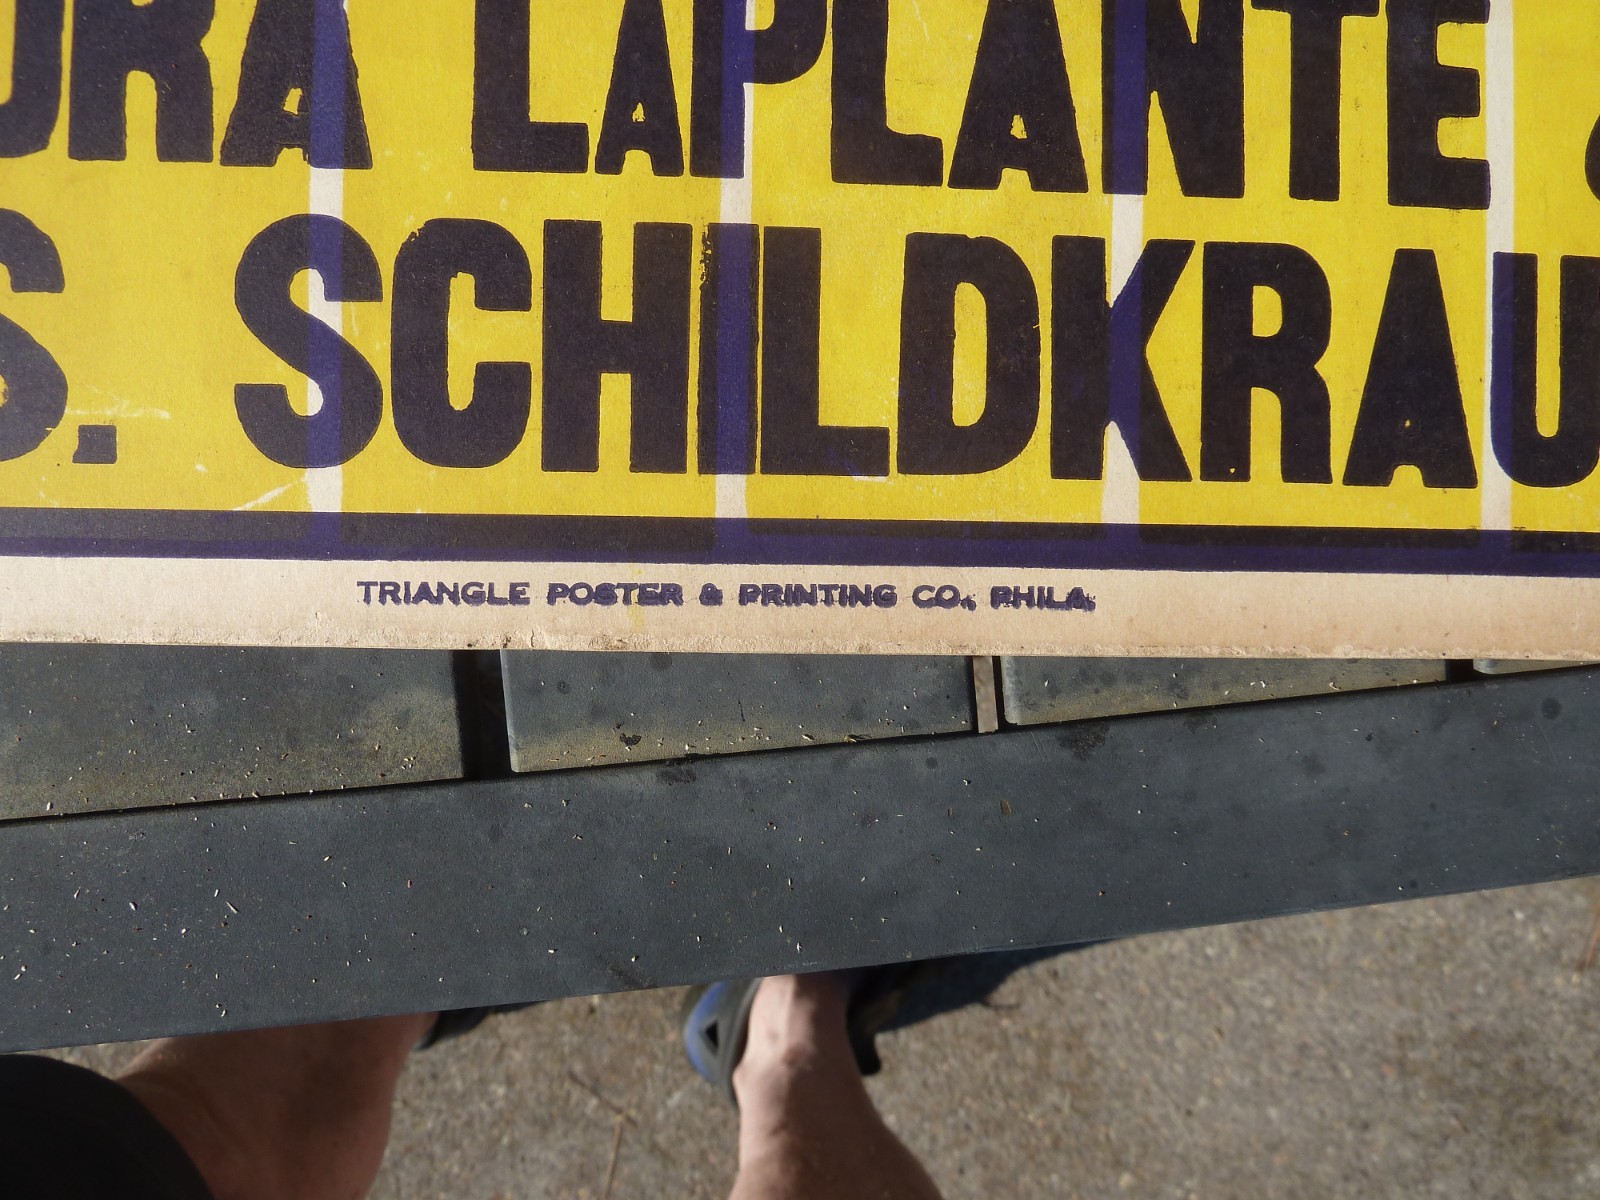 URA LAPLANTE &
S. SCHILDKRAU
TRIANGLE POSTER & PRINTING CO., PHILA.